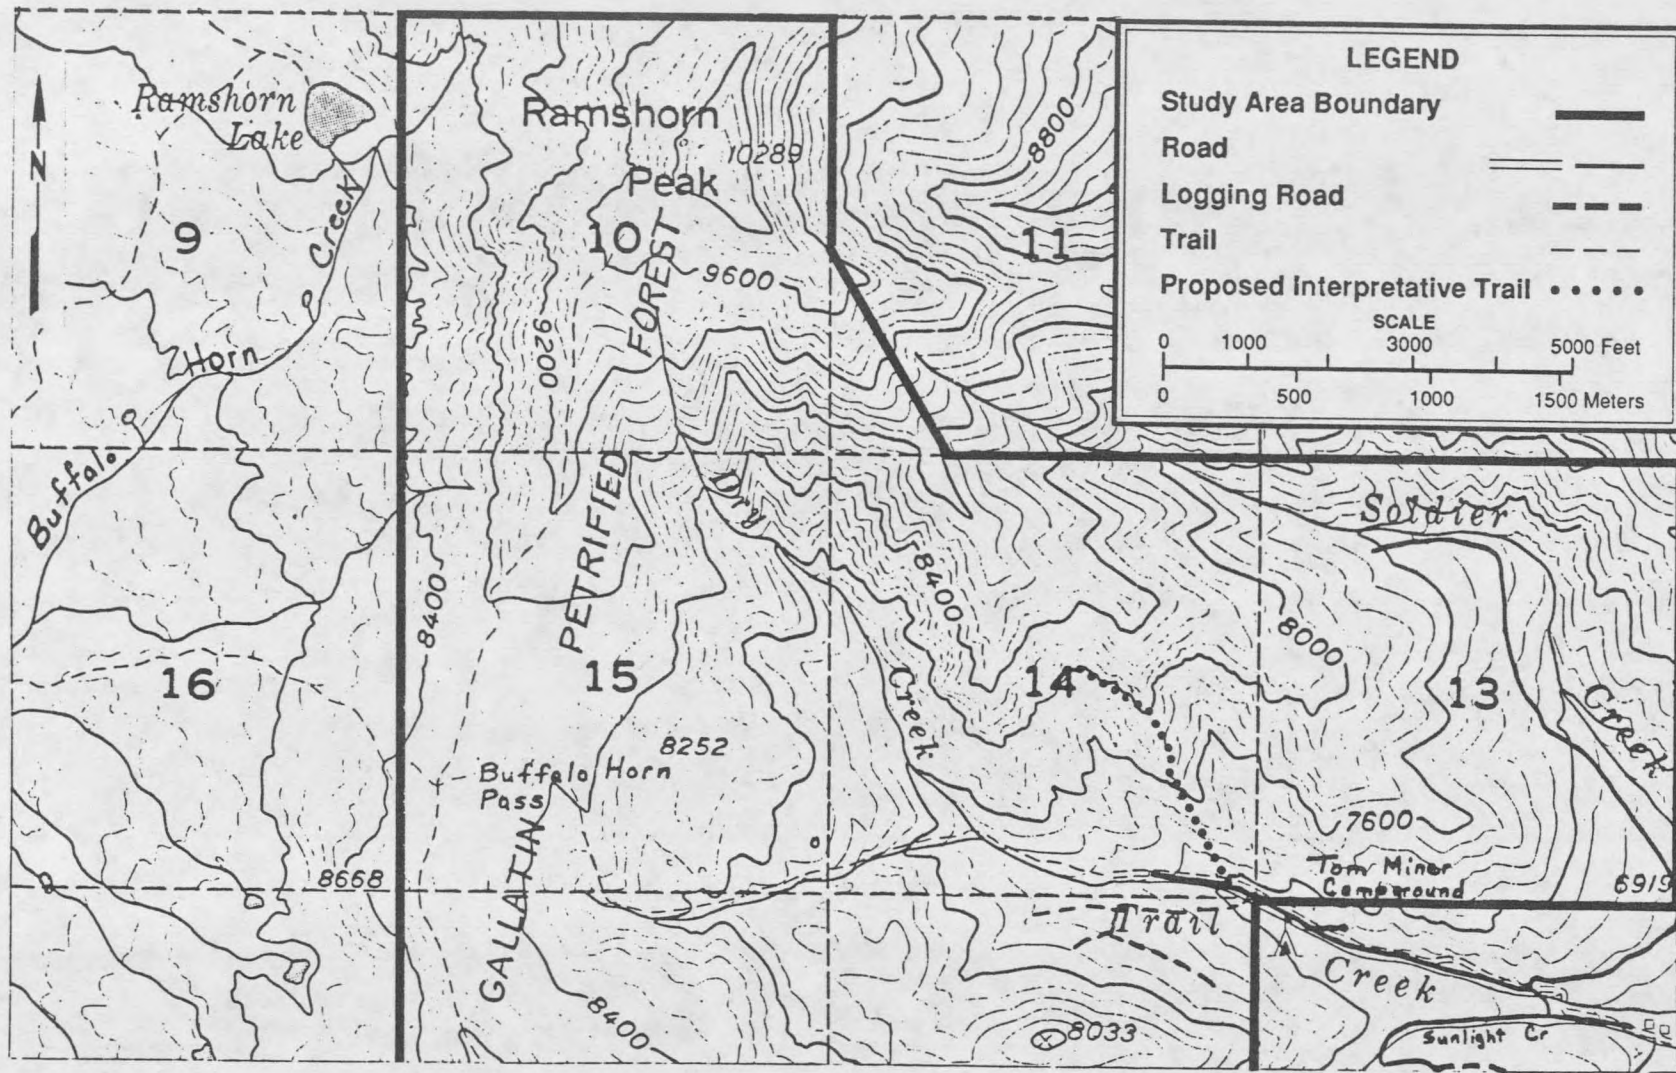 LEGEND
Study Area Boundary
Road
Logging Road
Trail
Proposed Interpretative Trail
SCALE
0 1000 3000 5000 Feet
0 500 1000 1500 Meters
N
Ramshorn
Lake
Ramshorn
Peak
10289
8800
9
Creek
10
11
9600
FOREST
9200
Horn
Buffalo
PETRIFIED
Dry
Soldier
8400
8400
8000
16
15
14
13
Creek
Creek
8252
Buffalo Horn
Pass
7600
GALLATIN
8668
Tom Miner
Campground
6919
Trail
Creek
8400
8033
Sunlight Cr